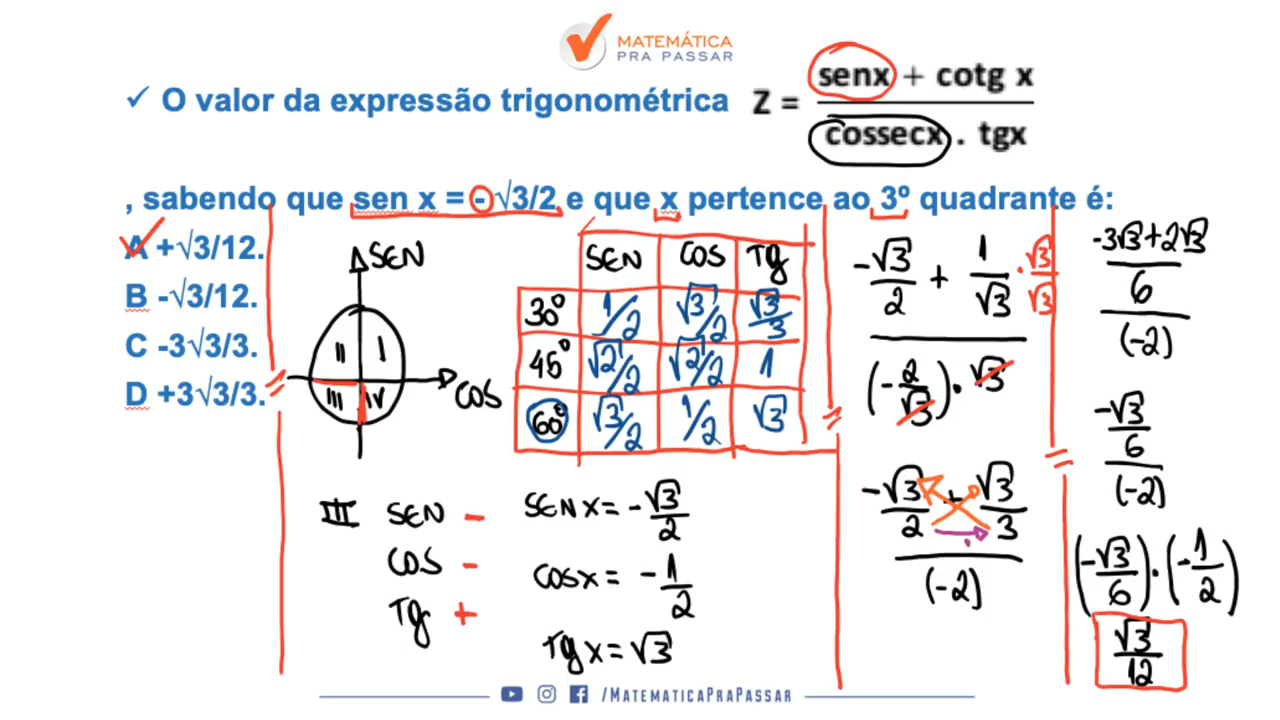 MATEMÁTICA
PRA PASSAR
✓ O valor da expressão trigonométrica Z = senx + cotg x / cossecx . tgx
, sabendo que sen x = -√3/2 e que x pertence ao 3º quadrante é:
A +√3/12.
B -√3/12.
C -3√3/3.
D +3√3/3.
SEN
COS
II I
III IV
SEN COS Tg
30° 1/2 √3/2 √3/3
45° √2/2 √2/2 1
60° √3/2 1/2 √3
III SEN -
COS -
Tg +
SENX = -√3/2
COSX = -1/2
TgX = √3
-√3/2 + 1/√3 · √3/√3
(-2/√3) · √3
-√3/2 + √3/3
(-2)
-3√3+2√3
6
(-2)
-√3
6
(-2)
(-√3/6) · (-1/2)
√3
12
/MATEMATICAPRAPASSAR